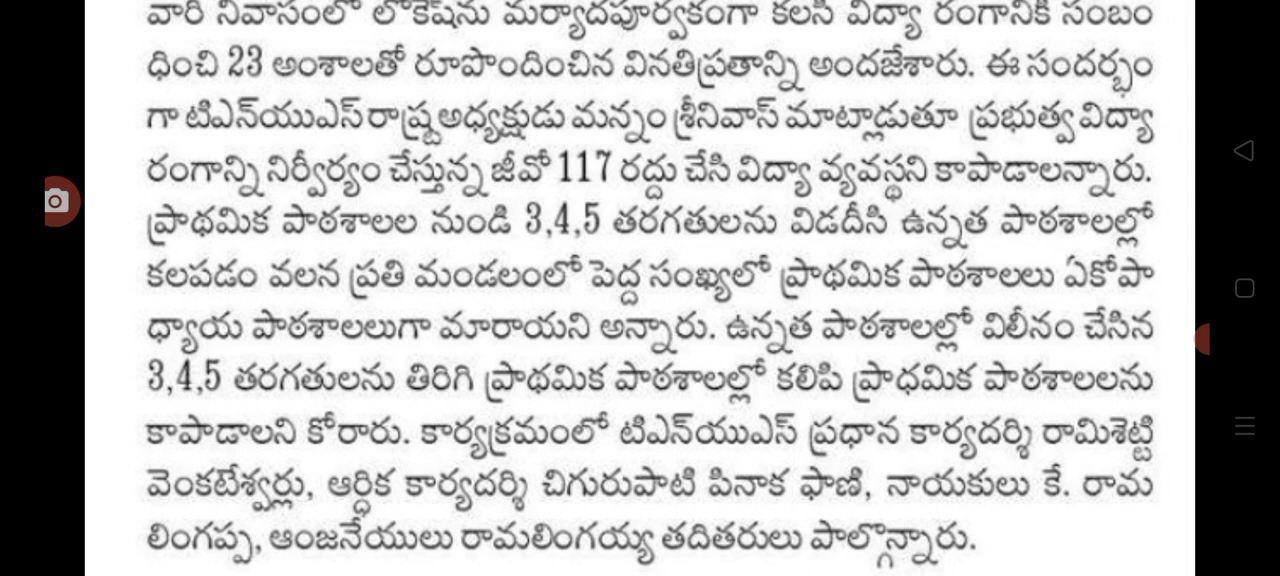 వారి నివాసంలో లోకేష్‌ను మర్యాదపూర్వకంగా కలసి విద్యా రంగానికి సంబం
ధించి 23 అంశాలతో రూపొందించిన వినతిప్రతాన్ని అందజేశారు. ఈ సందర్భం
గా టిఎన్‌యుఎస్ రాష్ట్ర అధ్యక్షుడు మన్నం శ్రీనివాస్ మాట్లాడుతూ ప్రభుత్వ విద్యా
రంగాన్ని నిర్వీర్యం చేస్తున్న జీవో 117 రద్దు చేసి విద్యా వ్యవస్థని కాపాడాలన్నారు.
ప్రాథమిక పాఠశాలల నుండి 3,4,5 తరగతులను విడదీసి ఉన్నత పాఠశాలల్లో
కలపడం వలన ప్రతి మండలంలో పెద్ద సంఖ్యలో ప్రాథమిక పాఠశాలలు ఏకోపా
ధ్యాయ పాఠశాలలుగా మారాయని అన్నారు. ఉన్నత పాఠశాలల్లో విలీనం చేసిన
3,4,5 తరగతులను తిరిగి ప్రాథమిక పాఠశాలల్లో కలిపి ప్రాధమిక పాఠశాలలను
కాపాడాలని కోరారు. కార్యక్రమంలో టిఎన్‌యుఎస్ ప్రధాన కార్యదర్శి రామిశెట్టి
వెంకటేశ్వర్లు, ఆర్ధిక కార్యదర్శి చిగురుపాటి పినాక ఫాణి, నాయకులు కే. రామ
లింగప్ప, ఆంజనేయులు రామలింగయ్య తదితరులు పాల్గొన్నారు.